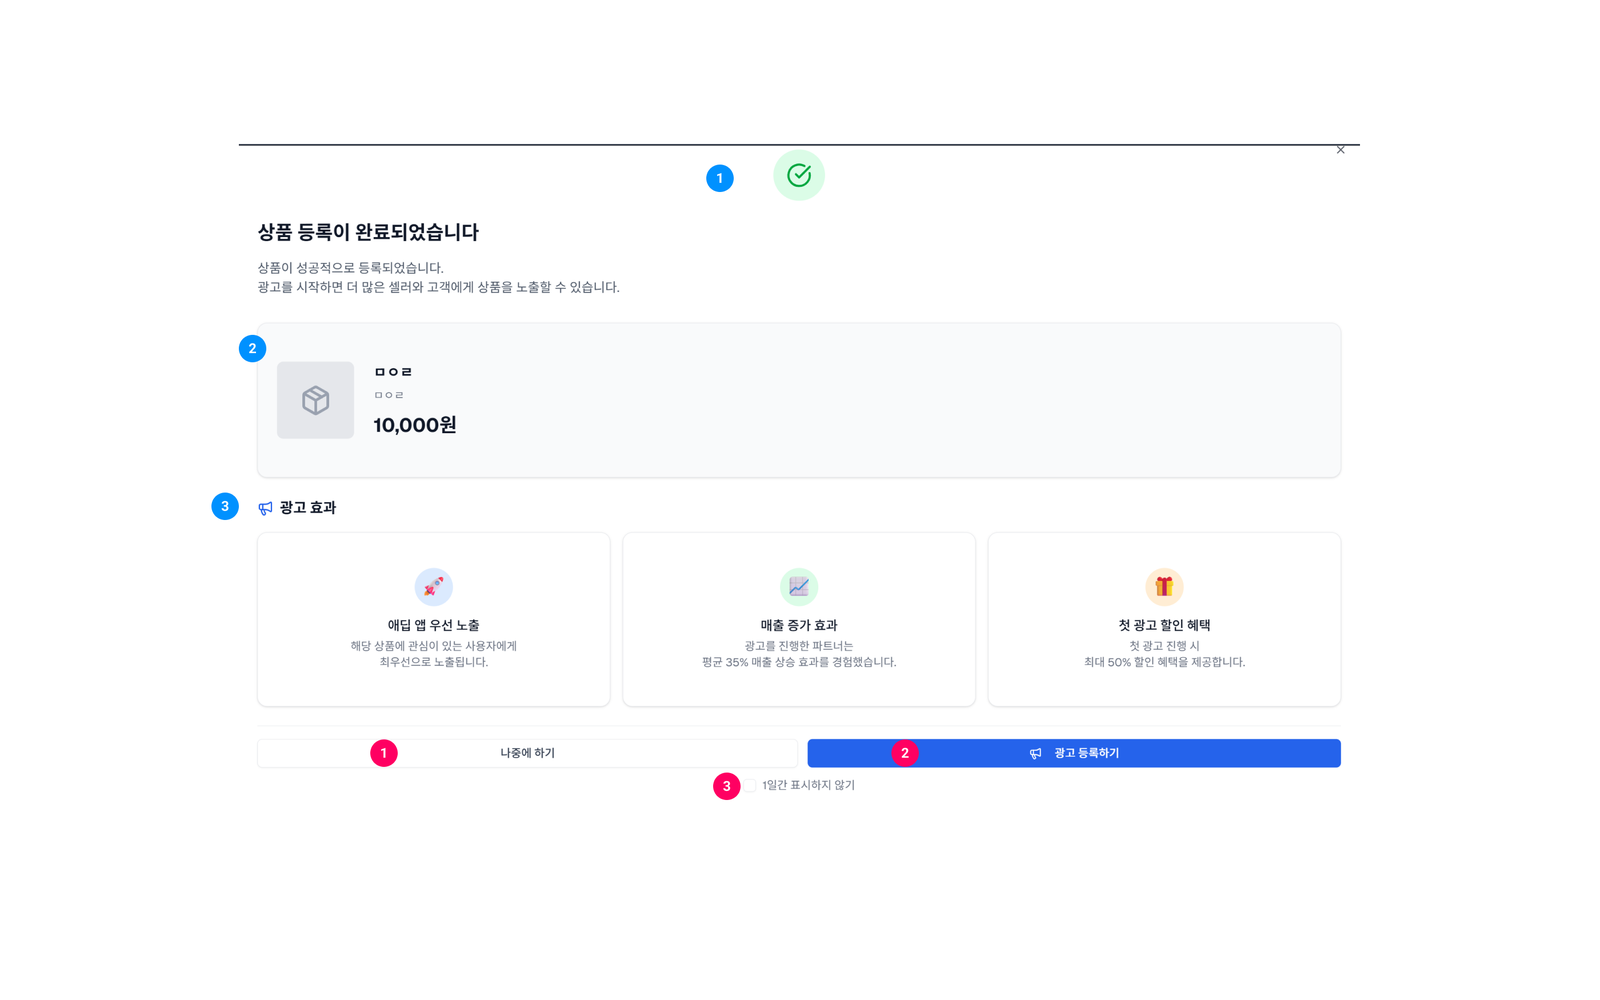 1
상품 등록이 완료되었습니다
상품이 성공적으로 등록되었습니다.
광고를 시작하면 더 많은 셀러와 고객에게 상품을 노출할 수 있습니다.
2
ㅁㅇㄹ
ㅁㅇㄹ
10,000원
3
광고 효과
애딥 앱 우선 노출
해당 상품에 관심이 있는 사용자에게
최우선으로 노출됩니다.
매출 증가 효과
광고를 진행한 파트너는
평균 35% 매출 상승 효과를 경험했습니다.
첫 광고 할인 혜택
첫 광고 진행 시
최대 50% 할인 혜택을 제공합니다.
1
나중에 하기
2
광고 등록하기
3
1일간 표시하지 않기